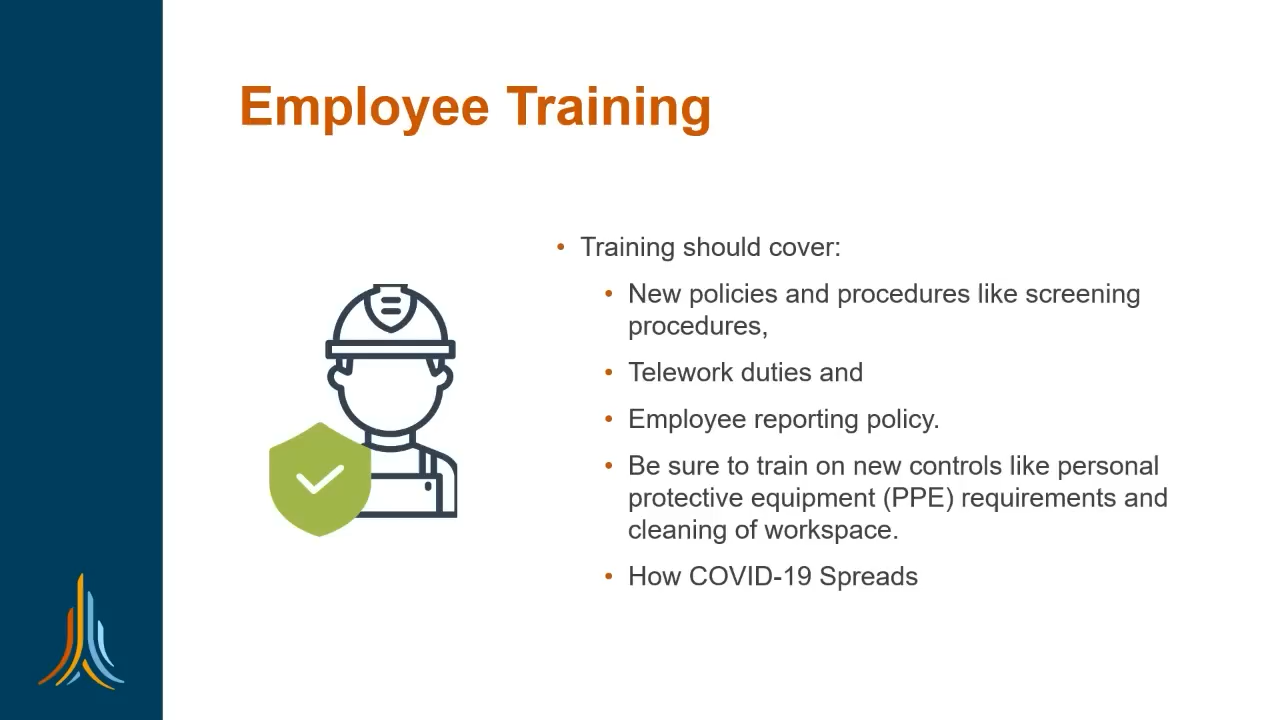 Employee Training
• Training should cover:
• New policies and procedures like screening
procedures,
• Telework duties and
• Employee reporting policy.
• Be sure to train on new controls like personal
protective equipment (PPE) requirements and
cleaning of workspace.
• How COVID-19 Spreads